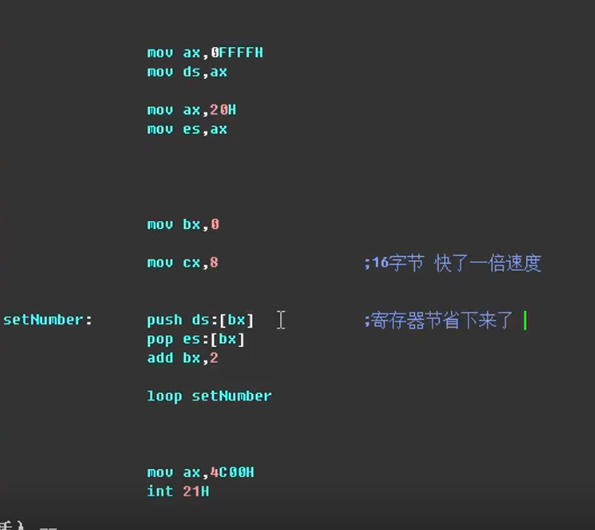 mov ax,0FFFFH
mov ds,ax
mov ax,20H
mov es,ax
mov bx,0
mov cx,8 ;16字节 快了一倍速度
setNumber: push ds:[bx] ;寄存器节省下来了
pop es:[bx]
add bx,2
loop setNumber
mov ax,4C00H
int 21H